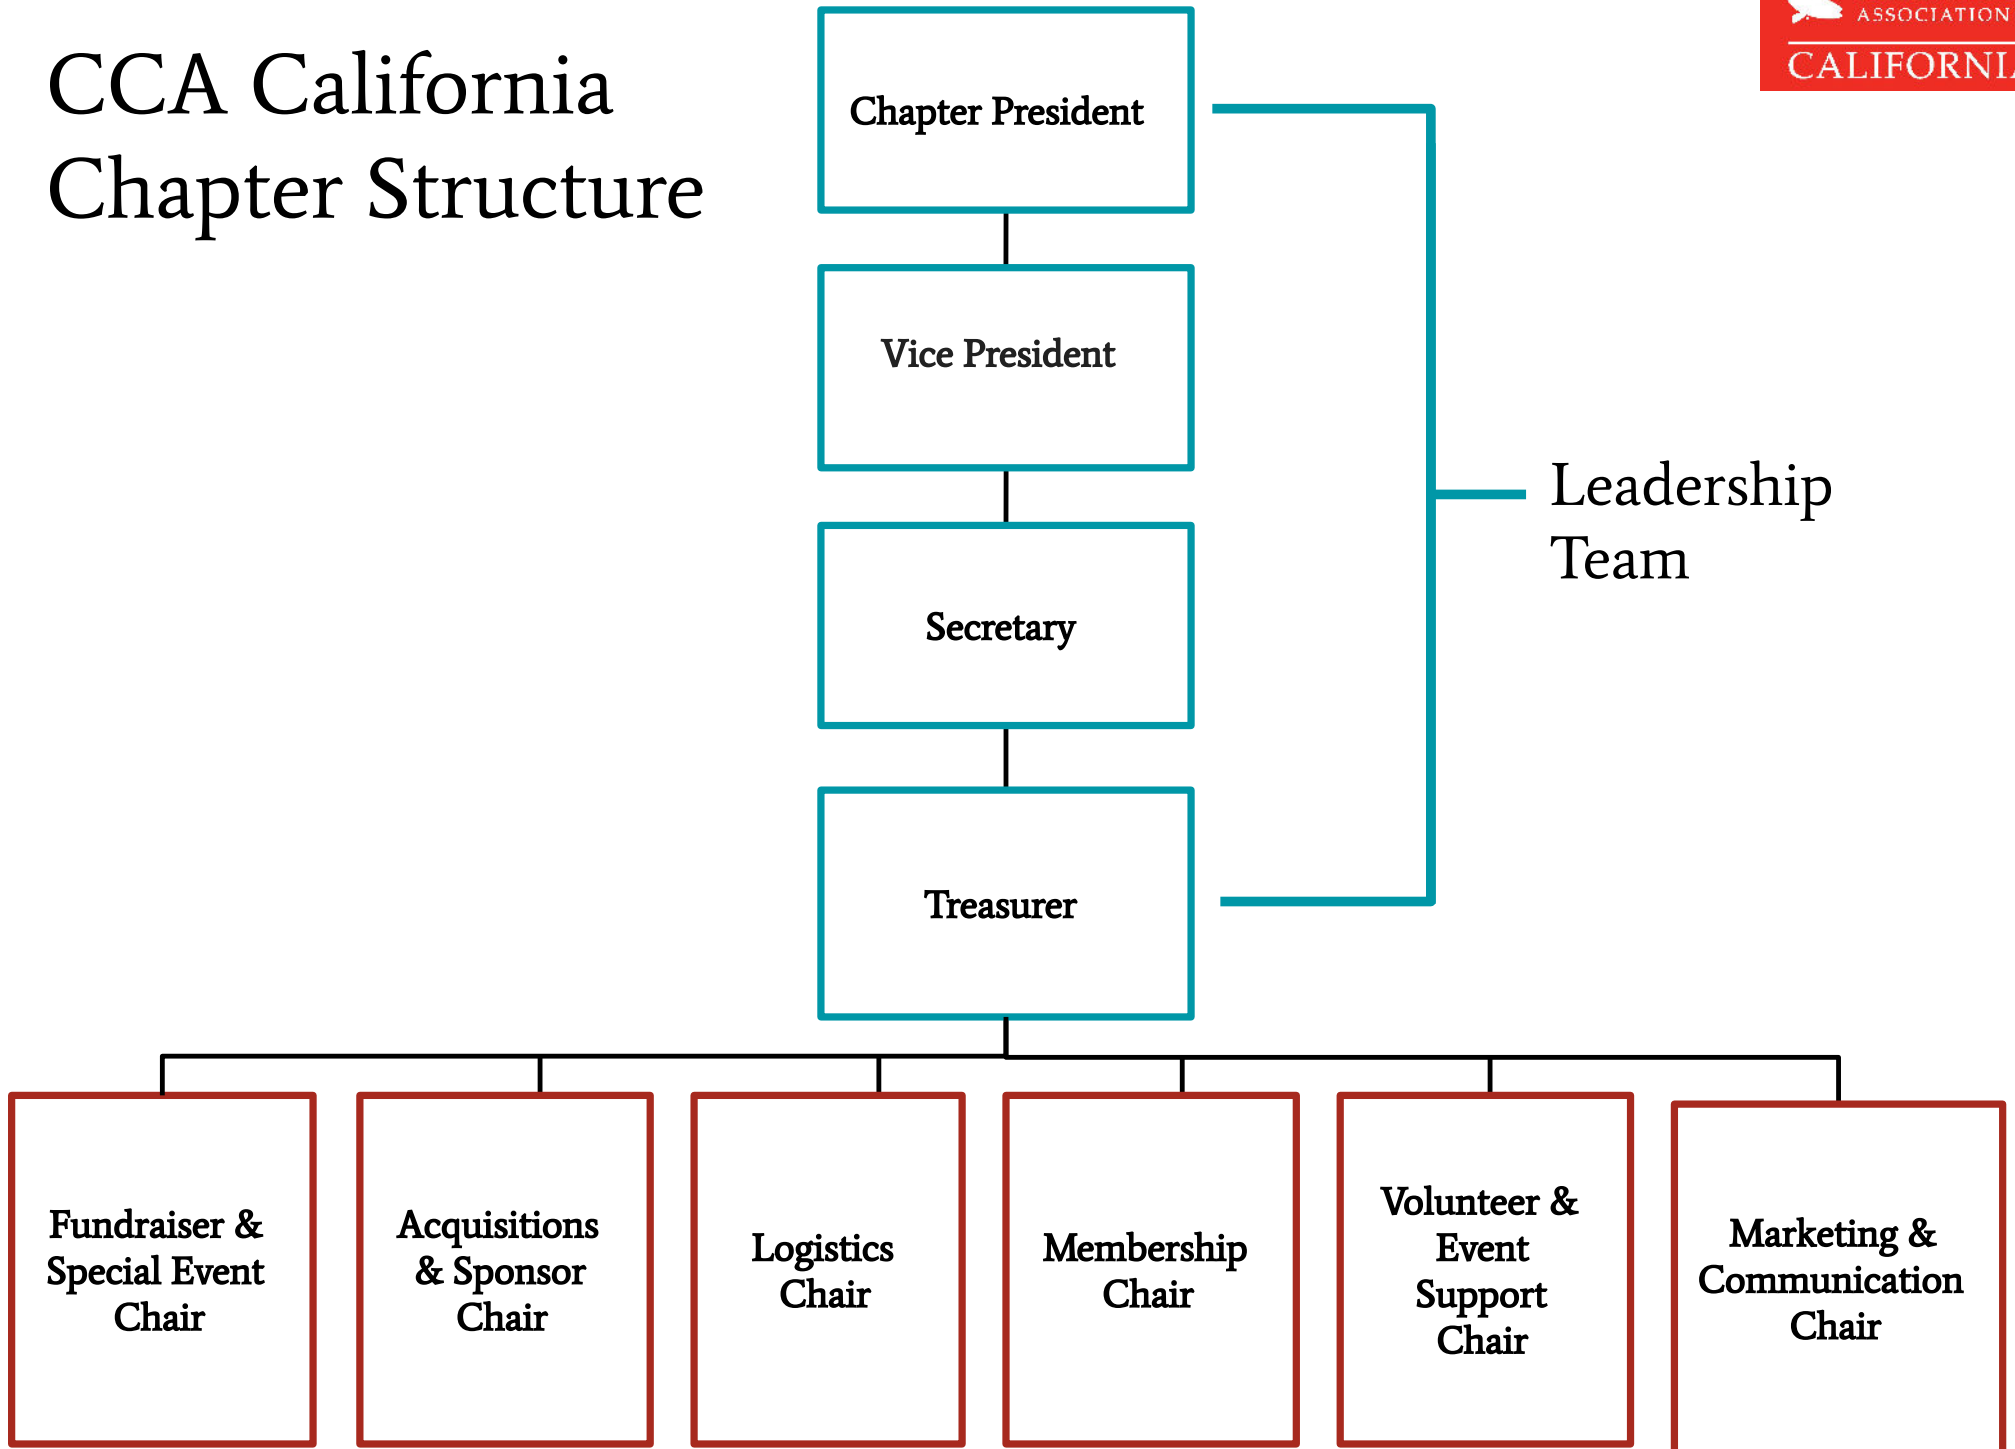 CCA California
Chapter Structure
ASSOCIATION
CALIFORNIA
Chapter President
Vice President
Secretary
Treasurer
Leadership
Team
Fundraiser &
Special Event
Chair
Acquisitions
& Sponsor
Chair
Logistics
Chair
Membership
Chair
Volunteer &
Event
Support
Chair
Marketing &
Communication
Chair